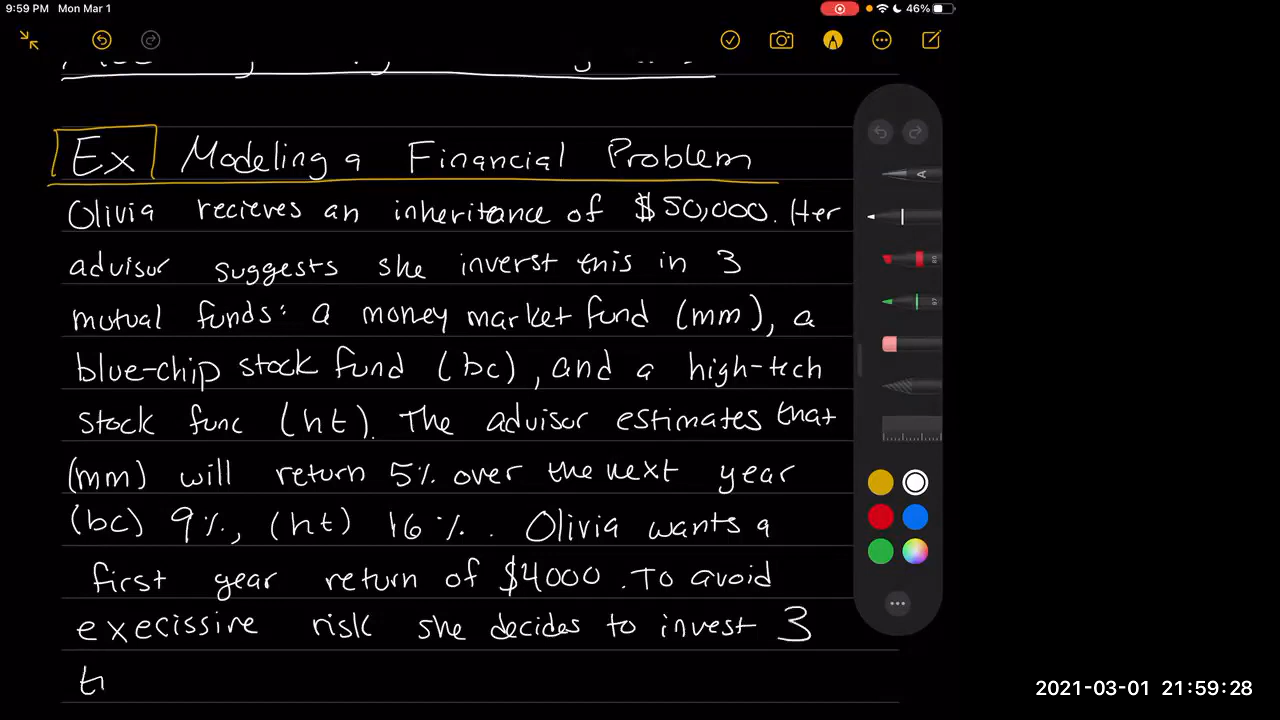 9:59 PM Mon Mar 1
46%
Ex Modeling a Financial Problem
Olivia recieves an inheritance of $50,000. Her
advisor suggests she inverst this in 3
mutual funds: a money market fund (mm), a
blue-chip stock fund (bc), and a high-tech
stock func (ht). The advisor estimates that
(mm) will return 5% over the next year
(bc) 9%, (ht) 16%. Olivia wants a
first year return of $4000. To avoid
execissive risk she decides to invest 3
ti
A
80
97
2021-03-01 21:59:28